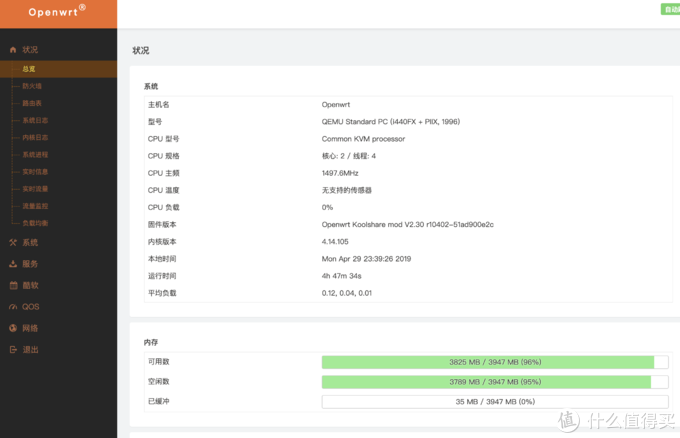 Openwrt®
自动刷
状况
总览
防火墙
路由表
系统日志
内核日志
系统进程
实时信息
实时流量
流量监控
负载均衡
系统
服务
酷软
QOS
网络
退出
状况
系统
主机名 Openwrt
型号 QEMU Standard PC (i440FX + PIIX, 1996)
CPU 型号 Common KVM processor
CPU 规格 核心: 2 / 线程: 4
CPU 主频 1497.6MHz
CPU 温度 无支持的传感器
CPU 负载 0%
固件版本 Openwrt Koolshare mod V2.30 r10402-51ad900e2c
内核版本 4.14.105
本地时间 Mon Apr 29 23:39:26 2019
运行时间 4h 47m 34s
平均负载 0.12, 0.04, 0.01
内存
可用数 3825 MB / 3947 MB (96%)
空闲数 3789 MB / 3947 MB (95%)
已缓冲 35 MB / 3947 MB (0%)
值 什么值得买